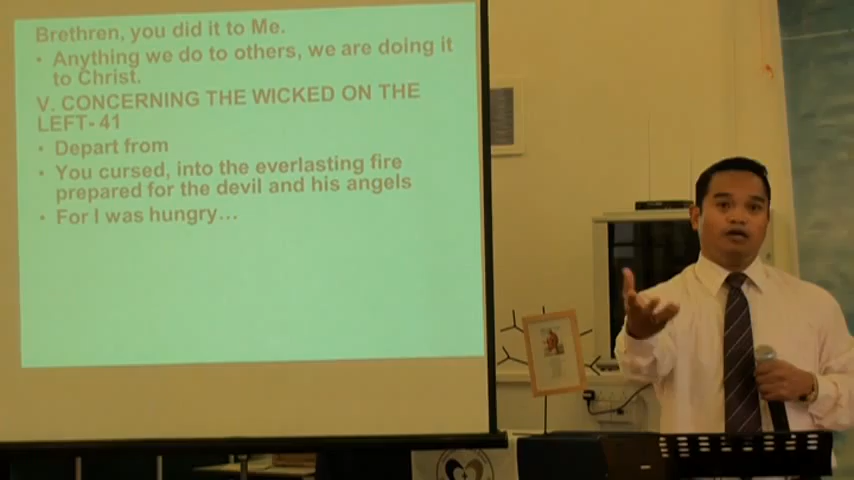 Brethren, you did it to Me.
• Anything we do to others, we are doing it
to Christ.
V. CONCERNING THE WICKED ON THE
LEFT- 41
• Depart from
• You cursed, into the everlasting fire
prepared for the devil and his angels
• For I was hungry…